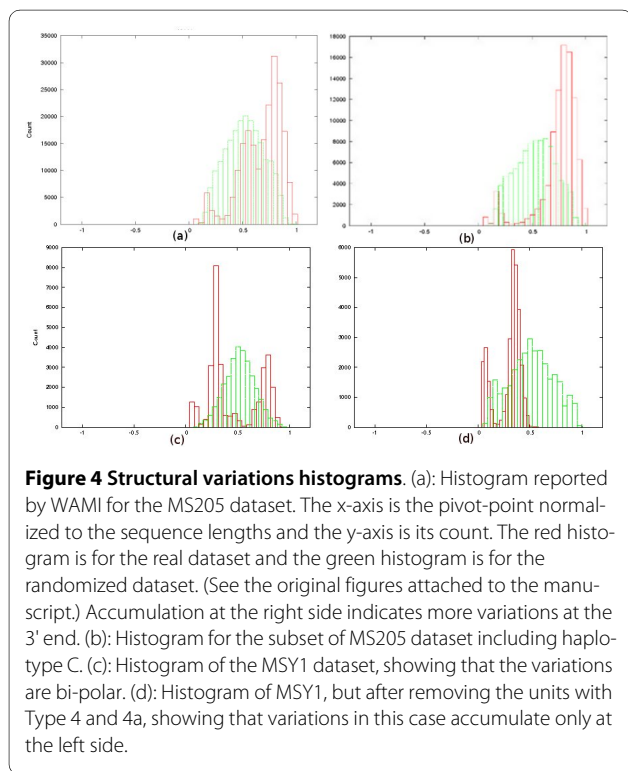 35000
30000
25000
20000
15000
10000
5000
0
Count
-1 -0.5 0 0.5 1
(a)
18000
16000
14000
12000
10000
8000
6000
4000
2000
0
-1 -0.5 0 0.5 1
(b)
9000
8000
7000
6000
5000
4000
3000
2000
1000
0
Count
-1 -0.5 0 0.5 1
(c)
6000
5000
4000
3000
2000
1000
0
-1 -0.5 0 0.5 1
(d)
Figure 4 Structural variations histograms. (a): Histogram reported
by WAMI for the MS205 dataset. The x-axis is the pivot-point normal-
ized to the sequence lengths and the y-axis is its count. The red histo-
gram is for the real dataset and the green histogram is for the
randomized dataset. (See the original figures attached to the manu-
script.) Accumulation at the right side indicates more variations at the
3' end. (b): Histogram for the subset of MS205 dataset including haplo-
type C. (c): Histogram of the MSY1 dataset, showing that the variations
are bi-polar. (d): Histogram of MSY1, but after removing the units with
Type 4 and 4a, showing that variations in this case accumulate only at
the left side.